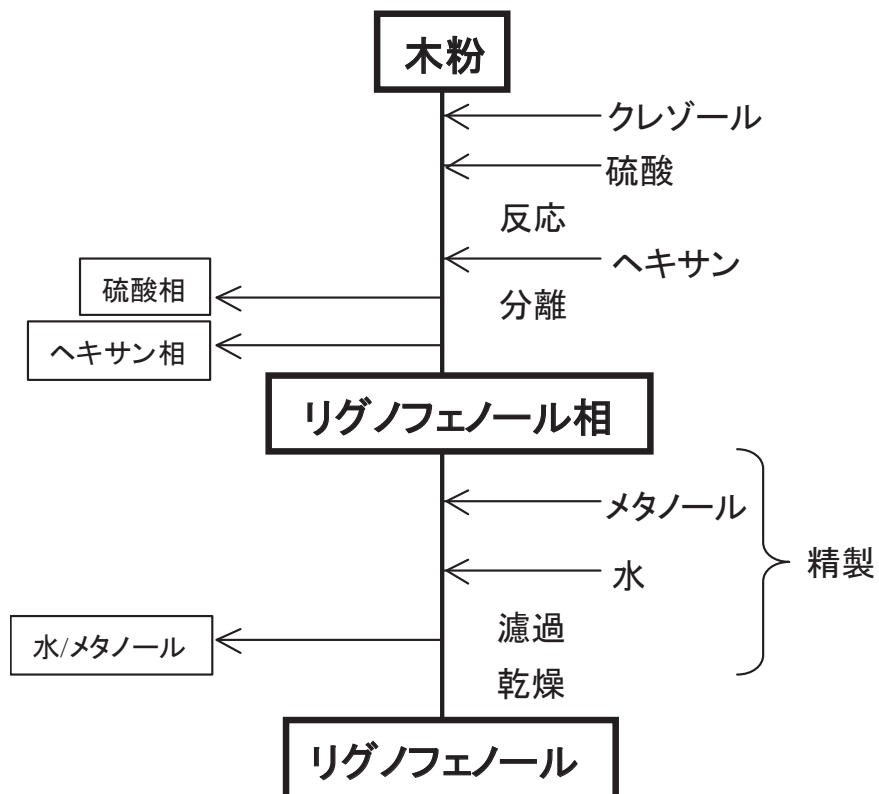 木粉
クレゾール
硫酸
反応
ヘキサン
硫酸相
分離
ヘキサン相
リグノフェノール相
メタノール
水
精製
濾過
水/メタノール
乾燥
リグノフェノール